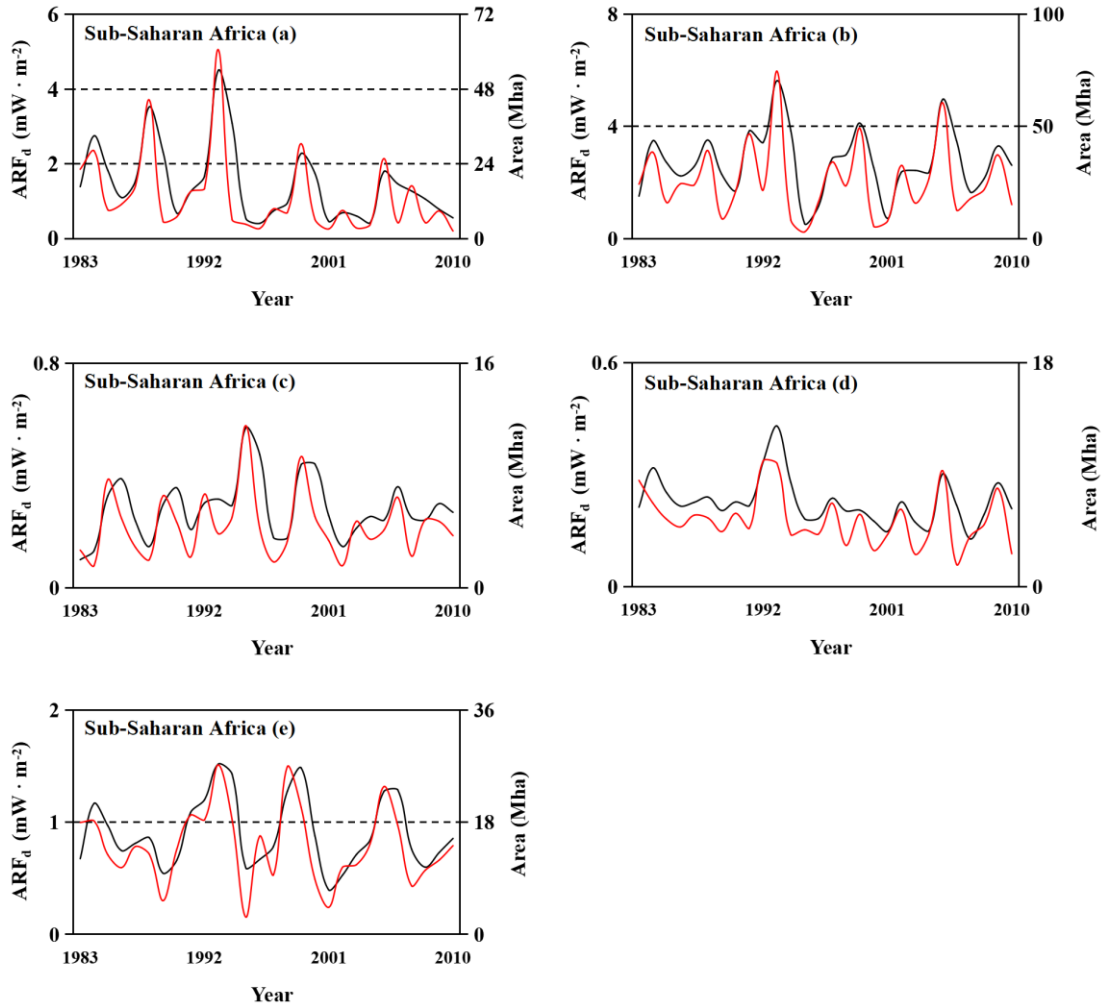 Sub-Saharan Africa (a)
ARFd (mW · m-2)
6
4
2
0
72
48
24
0
Area (Mha)
1983 1992 2001 2010
Year
Sub-Saharan Africa (b)
ARFd (mW · m-2)
8
4
0
100
50
0
Area (Mha)
1983 1992 2001 2010
Year
Sub-Saharan Africa (c)
ARFd (mW · m-2)
0.8
0
16
0
Area (Mha)
1983 1992 2001 2010
Year
Sub-Saharan Africa (d)
ARFd (mW · m-2)
0.6
0
18
0
Area (Mha)
1983 1992 2001 2010
Year
Sub-Saharan Africa (e)
ARFd (mW · m-2)
2
1
0
36
18
0
Area (Mha)
1983 1992 2001 2010
Year